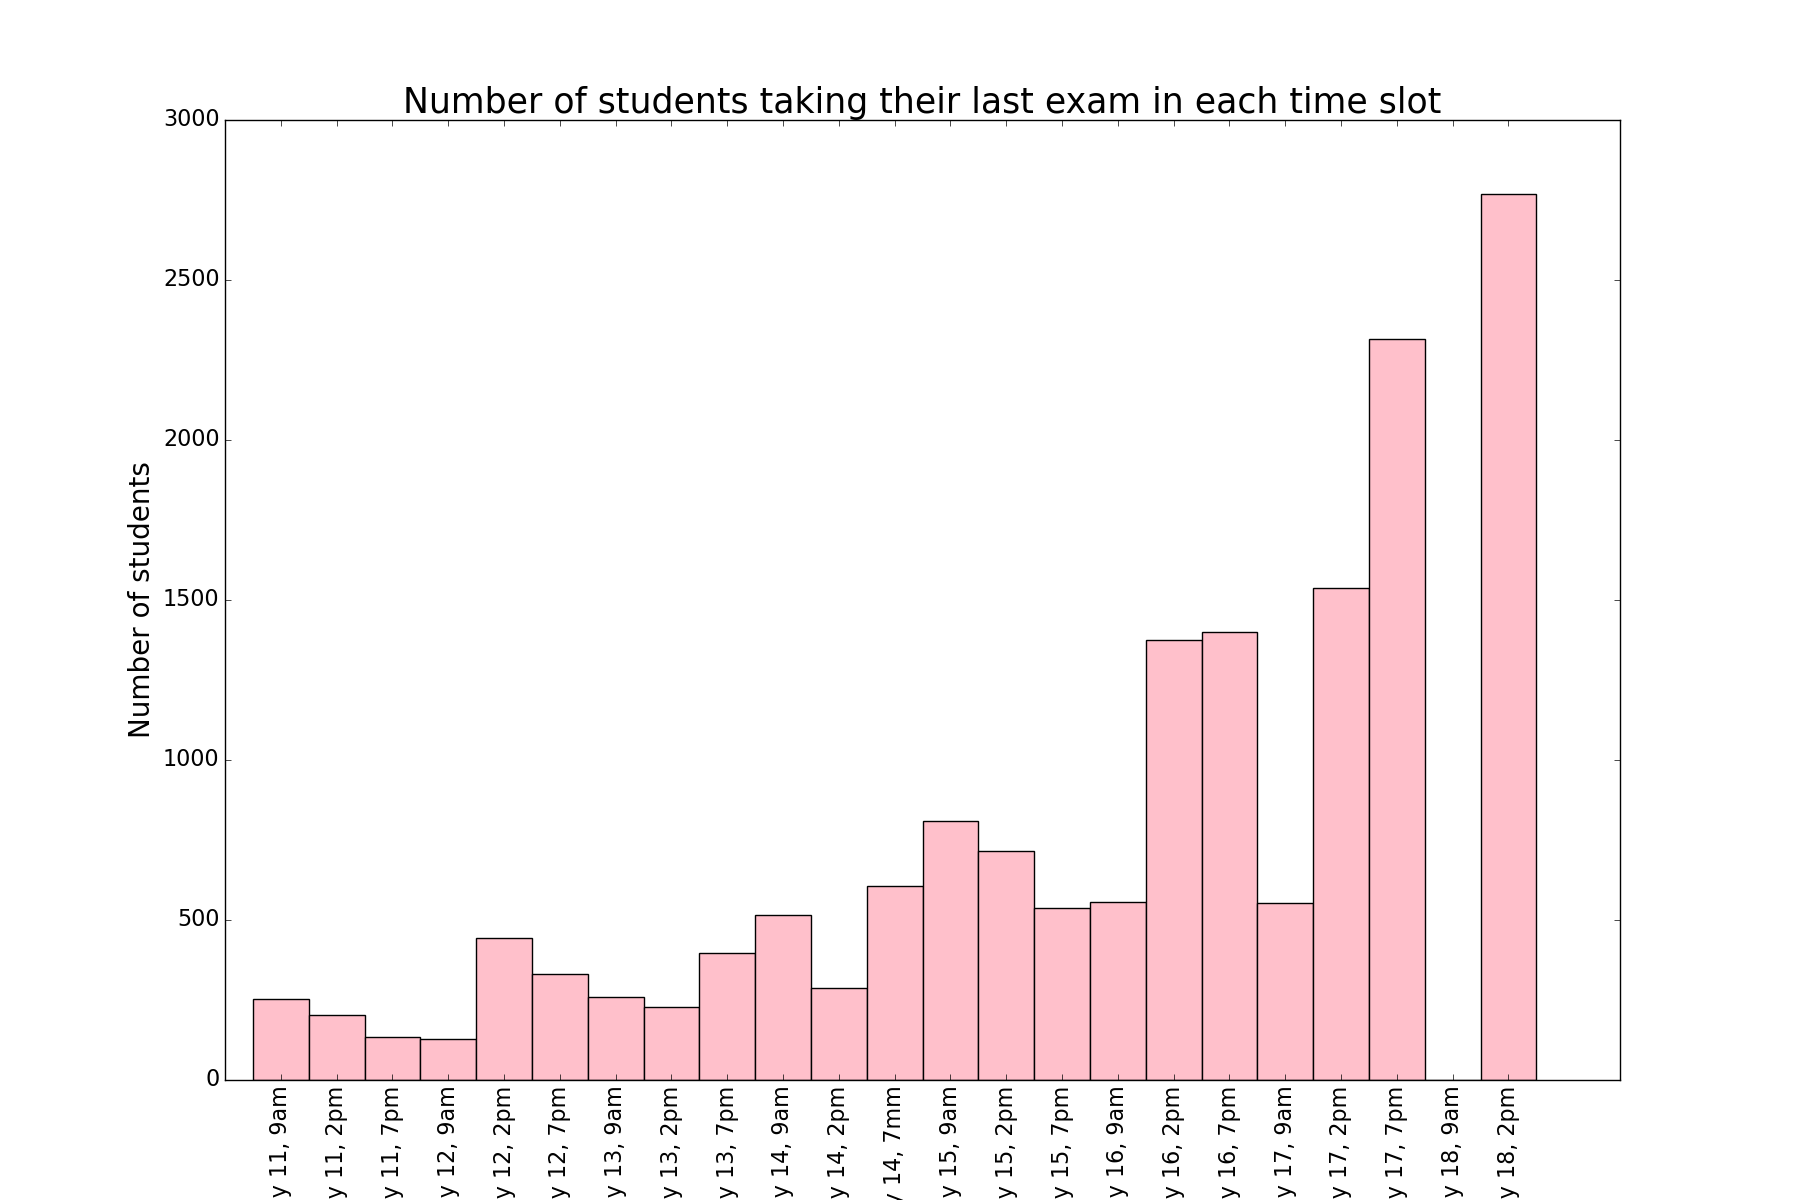 Number of students taking their last exam in each time slot
3000
2500
2000
1500
1000
500
0
Number of students
y 11, 9am
y 11, 2pm
y 11, 7pm
y 12, 9am
y 12, 2pm
y 12, 7pm
y 13, 9am
y 13, 2pm
y 13, 7pm
y 14, 9am
y 14, 2pm
y 14, 7mm
y 15, 9am
y 15, 2pm
y 15, 7pm
y 16, 9am
y 16, 2pm
y 16, 7pm
y 17, 9am
y 17, 2pm
y 17, 7pm
y 18, 9am
y 18, 2pm